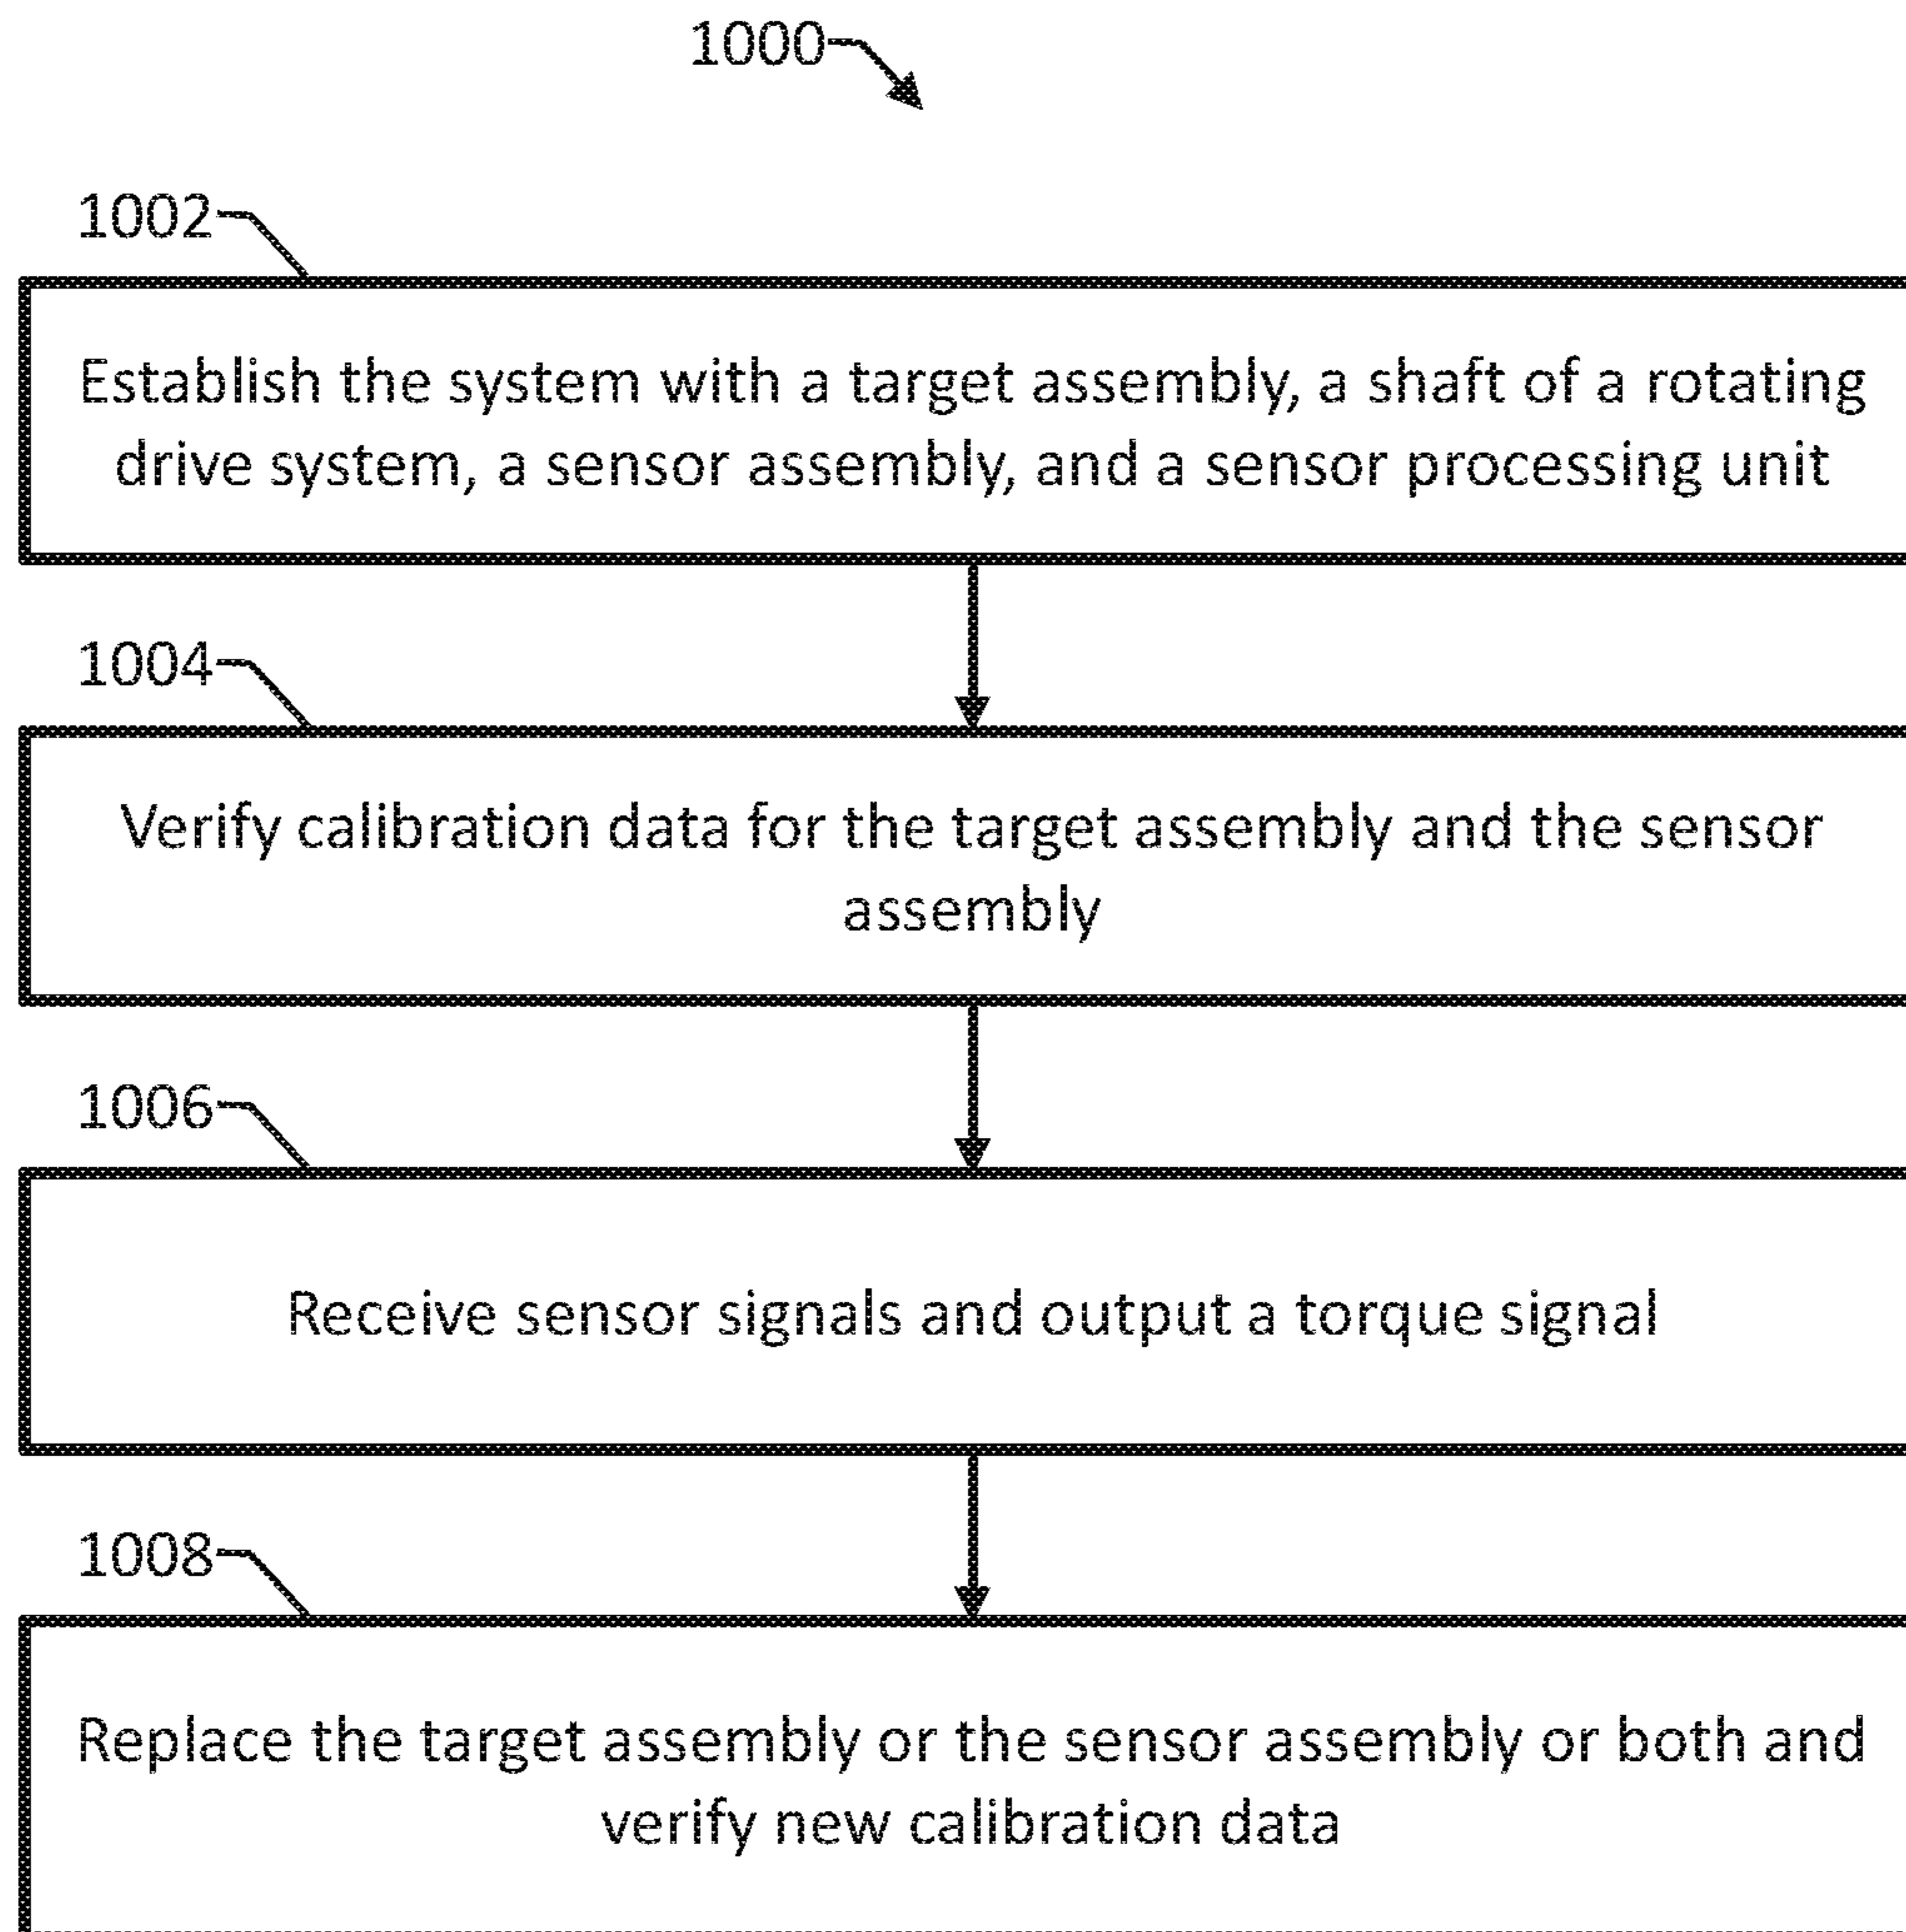 1000
1002
Establish the system with a target assembly, a shaft of a rotating
drive system, a sensor assembly, and a sensor processing unit
1004
Verify calibration data for the target assembly and the sensor
assembly
1006
Receive sensor signals and output a torque signal
1008
Replace the target assembly or the sensor assembly or both and
verify new calibration data